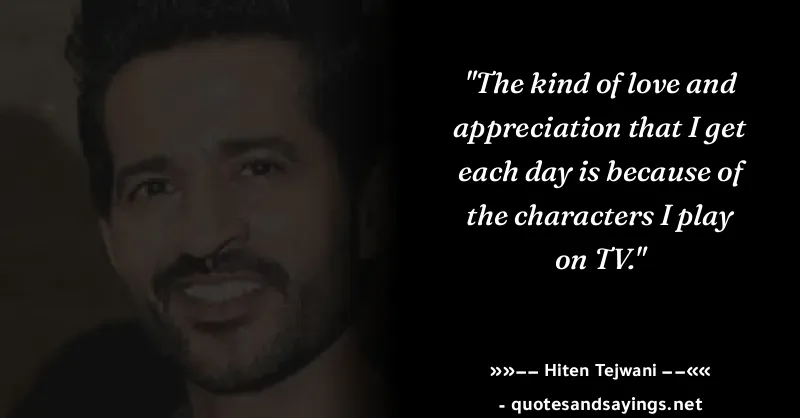 "The kind of love and
appreciation that I get
each day is because of
the characters I play
on TV."
»»−− Hiten Tejwani −−««
- quotesandsayings.net